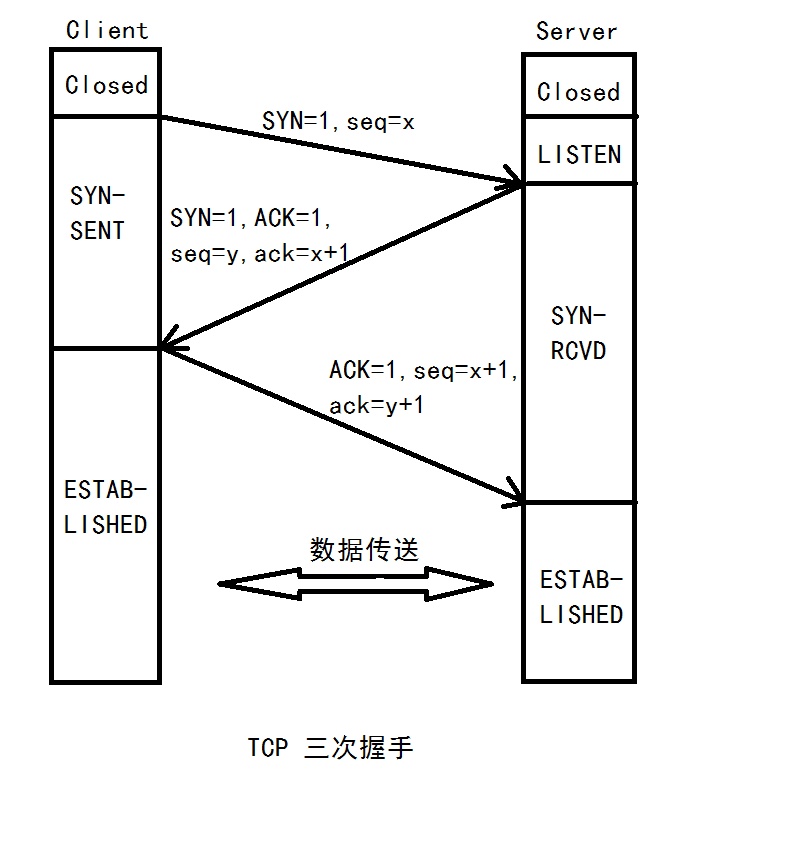 Client
Server
Closed
Closed
SYN=1,seq=x
LISTEN
SYN-
SENT
SYN=1,ACK=1,
seq=y,ack=x+1
SYN-
RCVD
ACK=1,seq=x+1,
ack=y+1
ESTAB-
LISHED
数据传送
ESTAB-
LISHED
TCP 三次握手